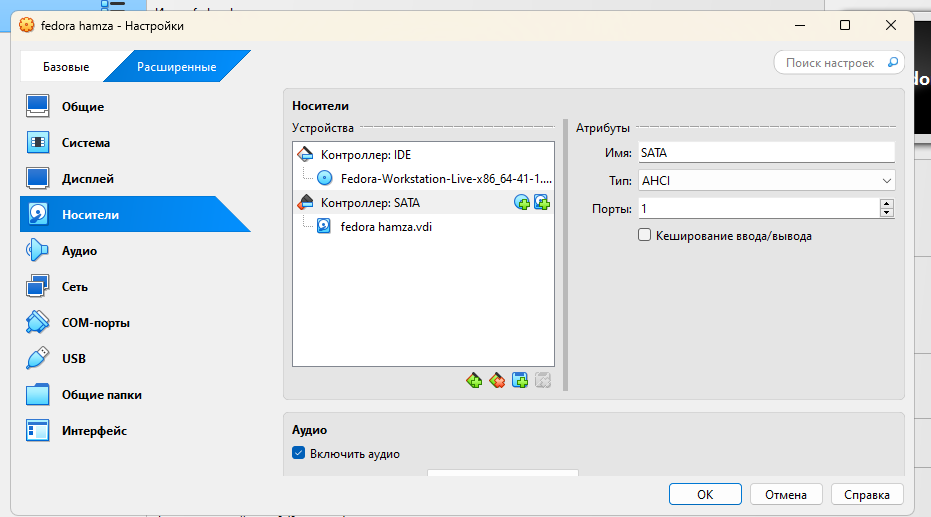 fedora hamza - Настройки
Базовые
Расширенные
Поиск настроек
Общие
Система
Дисплей
Носители
Аудио
Сеть
COM-порты
USB
Общие папки
Интерфейс
Носители
Устройства
Контроллер: IDE
Fedora-Workstation-Live-x86_64-41-1....
Контроллер: SATA
fedora hamza.vdi
Атрибуты
Имя: SATA
Тип: AHCI
Порты: 1
Кеширование ввода/вывода
Аудио
Включить аудио
OK
Отмена
Справка